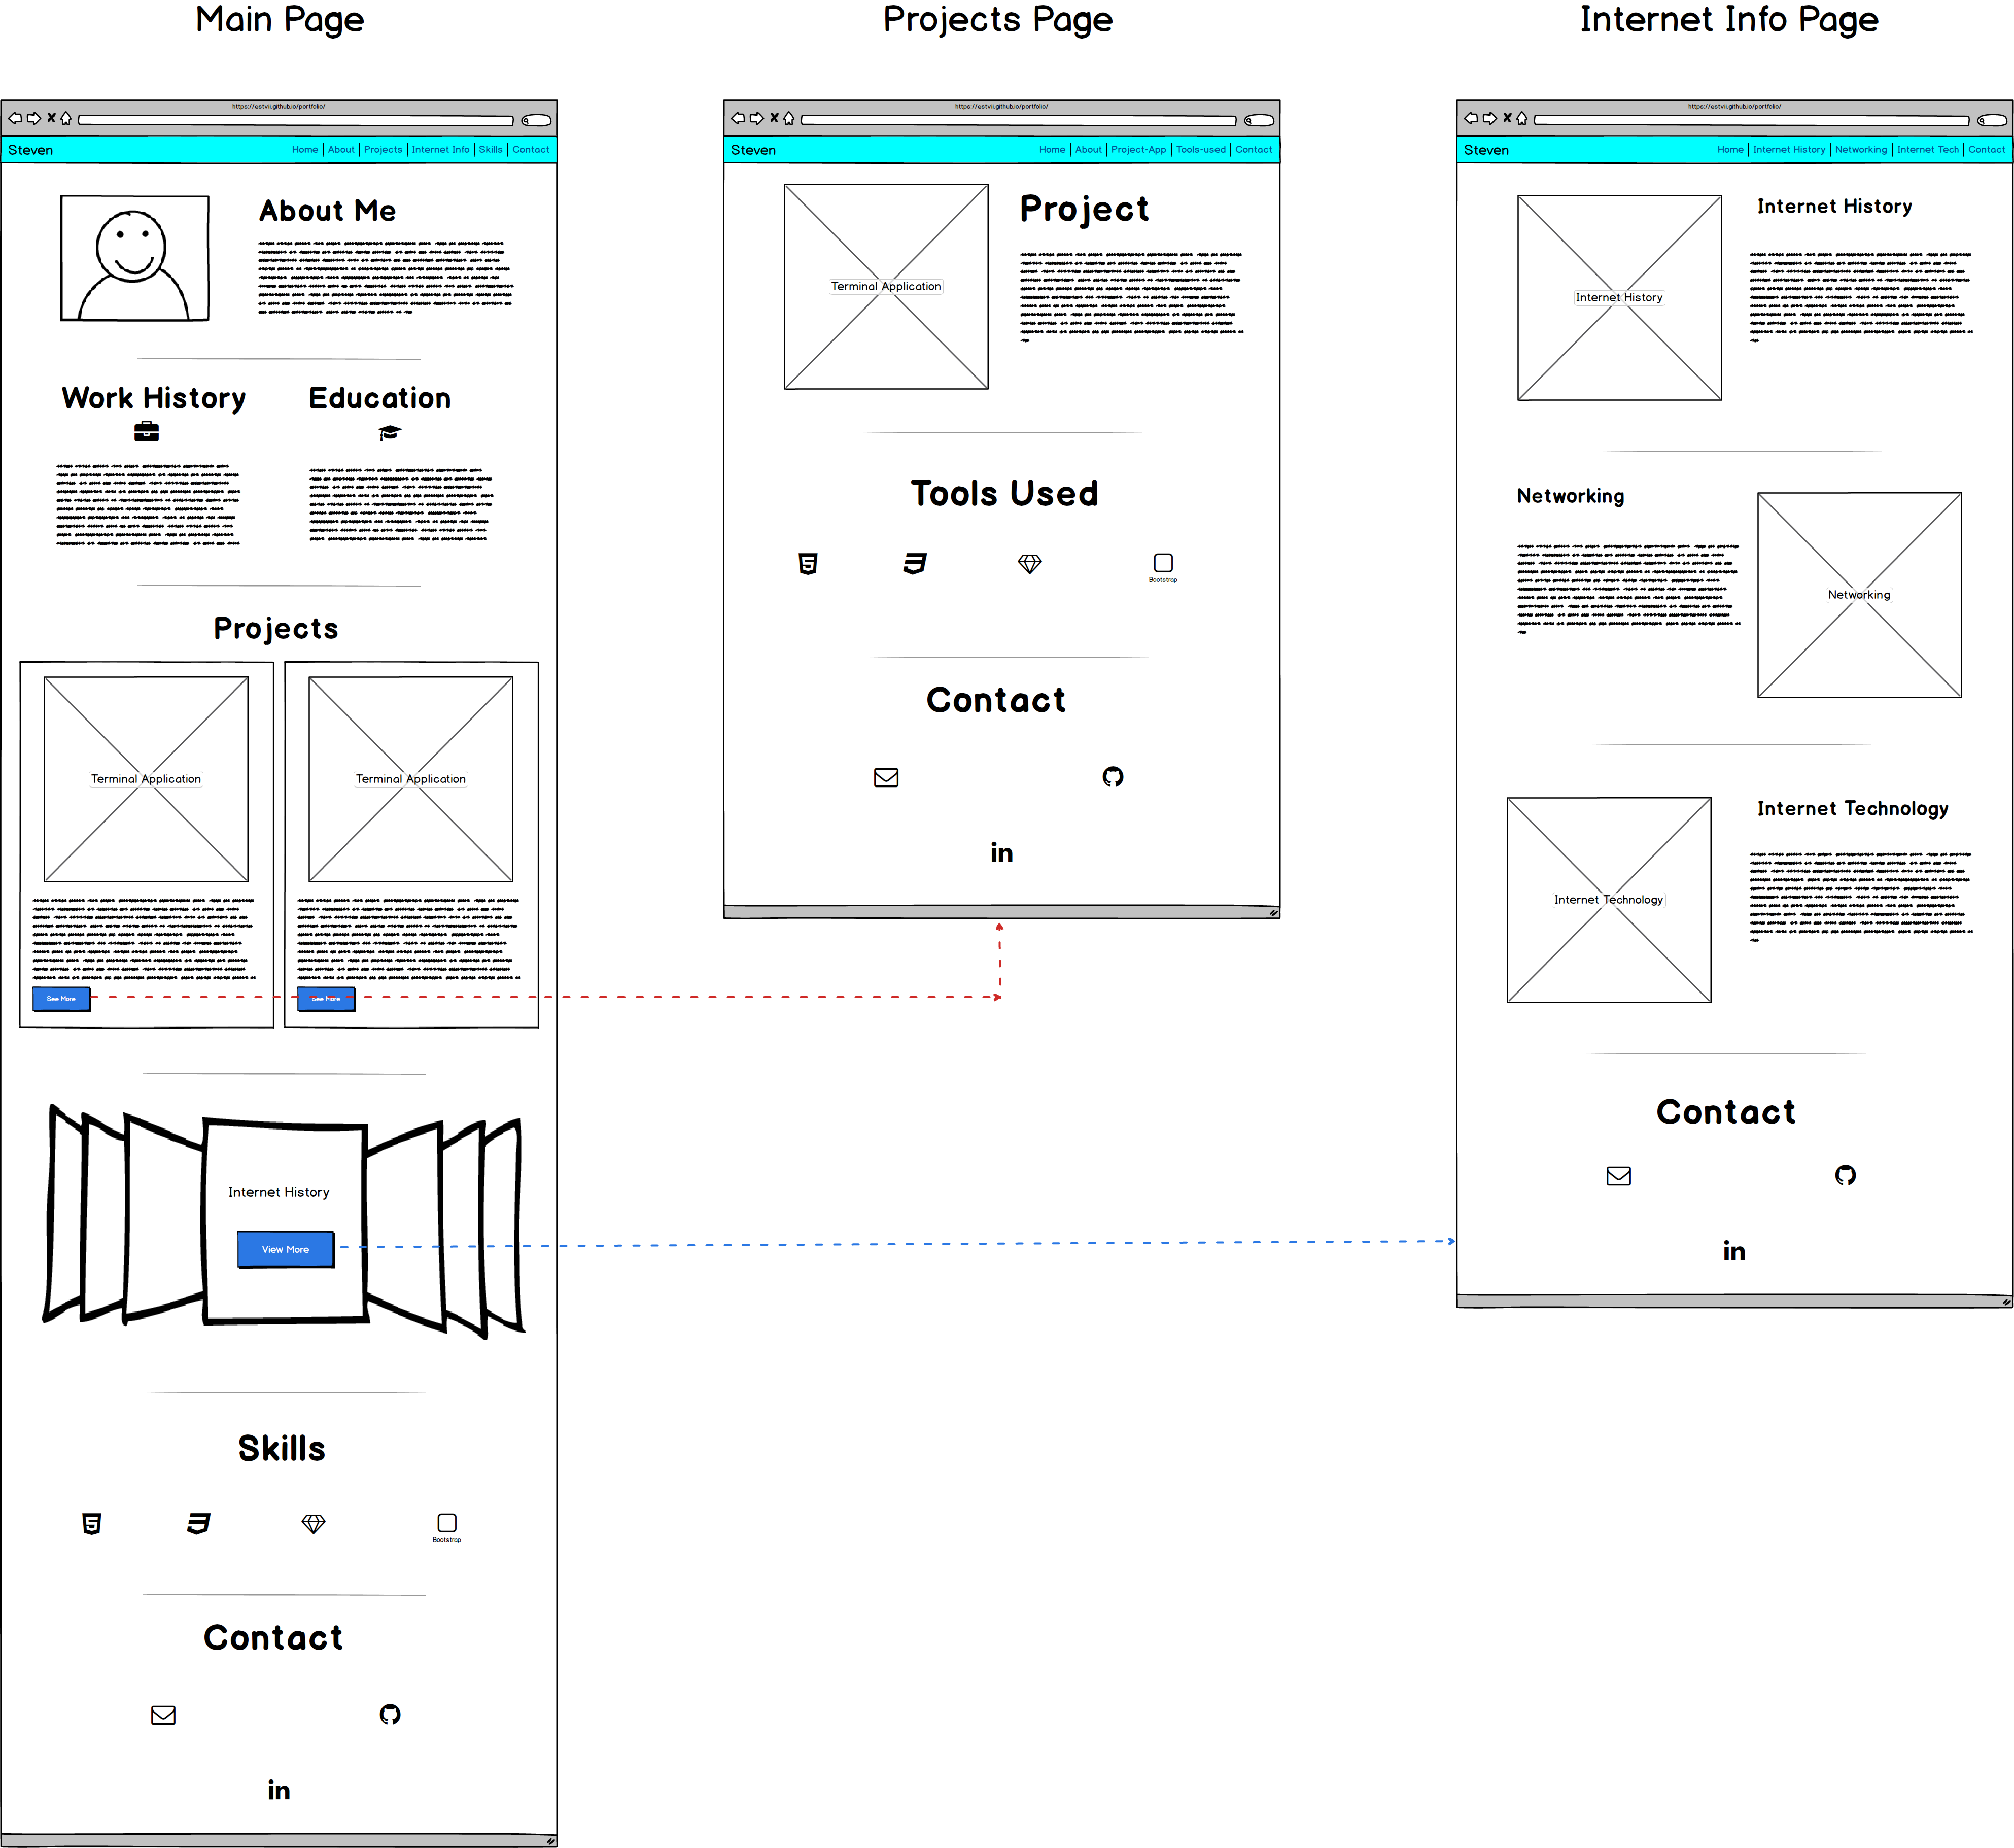 Main Page
https://estvii.github.io/portfolio/
Steven
Home | About | Projects | Internet Info | Skills | Contact
About Me
Work History
Education
Projects
Terminal Application
Terminal Application
See More
See More
Internet History
View More
Skills
Bootstrap
Contact
in
Projects Page
https://estvii.github.io/portfolio/
Steven
Home | About | Project-App | Tools-used | Contact
Terminal Application
Project
Tools Used
Bootstrap
Contact
in
Internet Info Page
https://estvii.github.io/portfolio/
Steven
Home | Internet History | Networking | Internet Tech | Contact
Internet History
Internet History
Networking
Networking
Internet Technology
Internet Technology
Contact
in